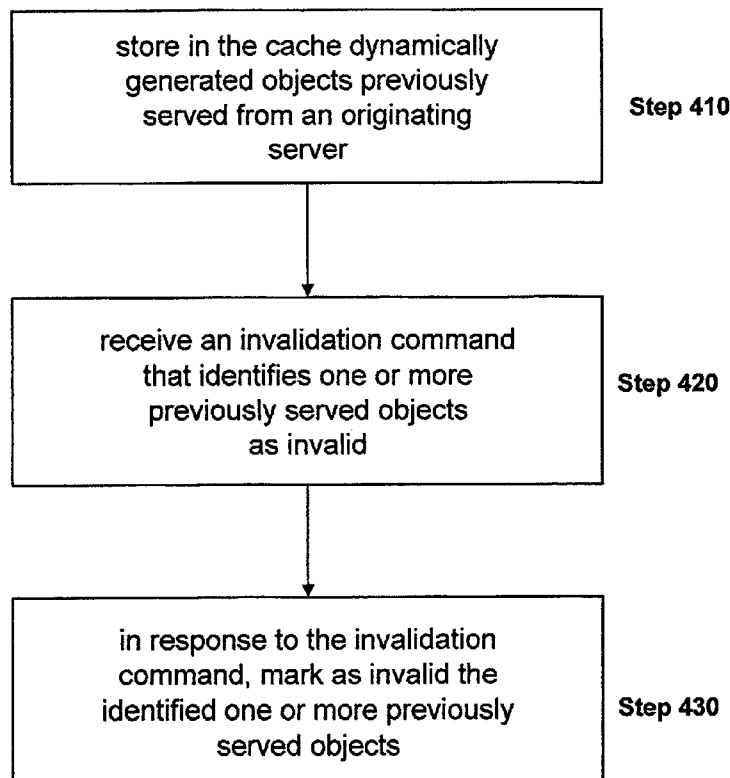 store in the cache dynamically
generated objects previously
served from an originating
server
Step 410
receive an invalidation command
that identifies one or more
previously served objects
as invalid
Step 420
in response to the invalidation
command, mark as invalid the
identified one or more previously
served objects
Step 430